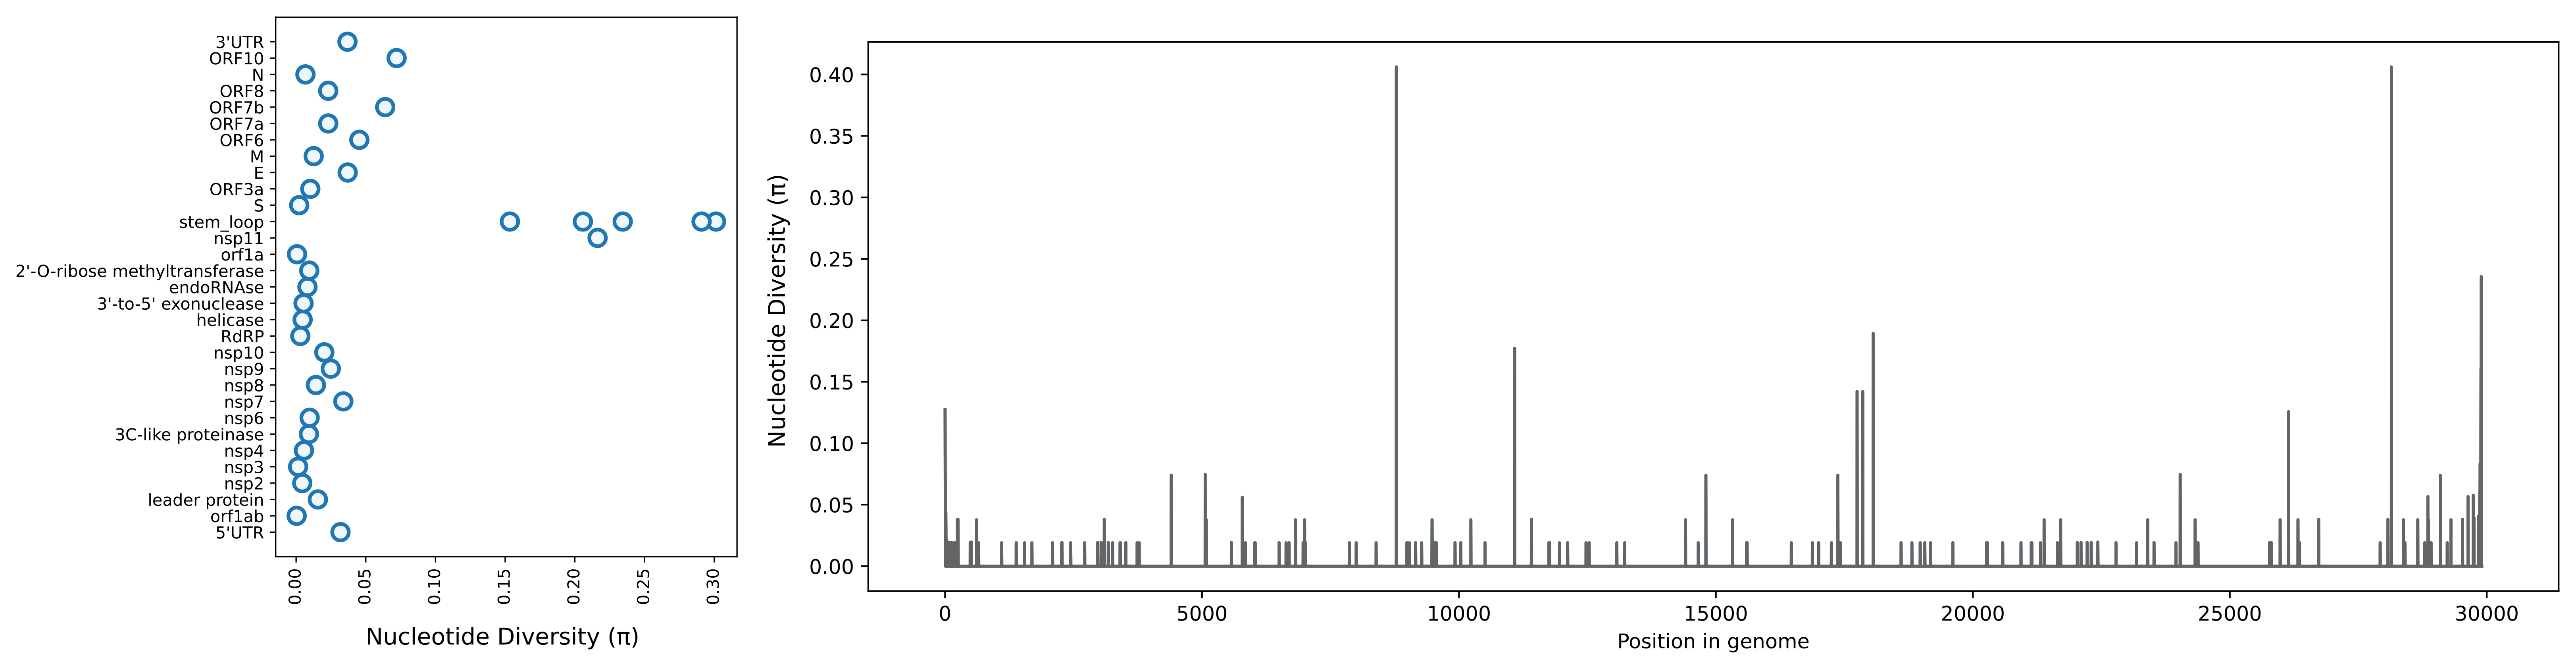 3'UTR
ORF10
N
ORF8
ORF7b
ORF7a
ORF6
M
E
ORF3a
S
stem_loop
nsp11
orf1a
2'-O-ribose methyltransferase
endoRNAse
3'-to-5' exonuclease
helicase
RdRP
nsp10
nsp9
nsp8
nsp7
nsp6
3C-like proteinase
nsp4
nsp3
nsp2
leader protein
orf1ab
5'UTR
0.00 0.05 0.10 0.15 0.20 0.25 0.30
Nucleotide Diversity (π)
Nucleotide Diversity (π)
0.40
0.35
0.30
0.25
0.20
0.15
0.10
0.05
0.00
0 5000 10000 15000 20000 25000 30000
Position in genome